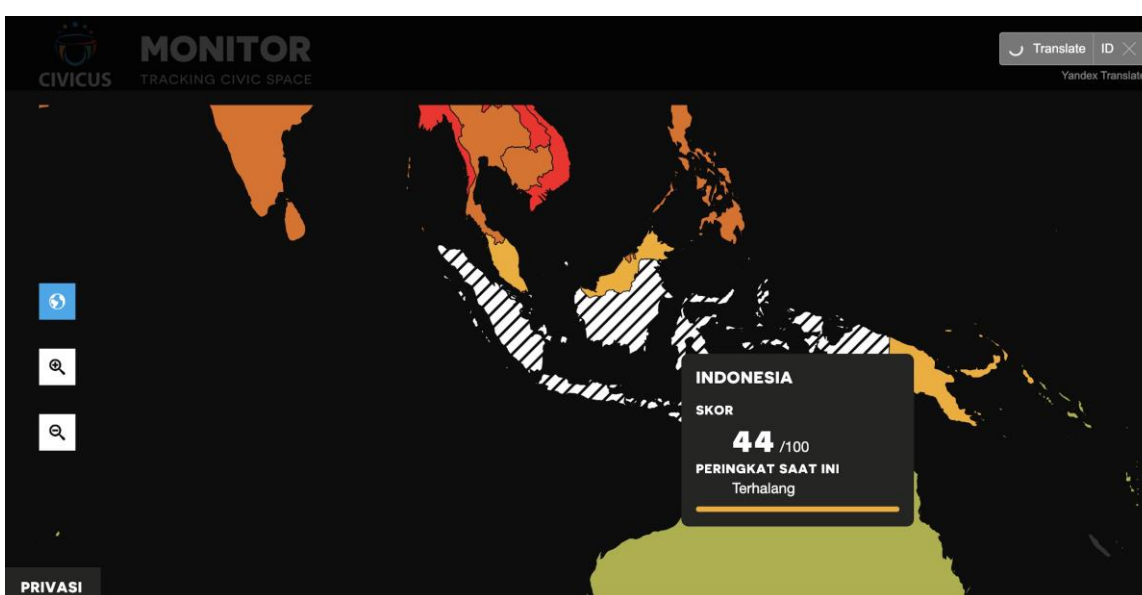 CIVICUS
MONITOR
TRACKING CIVIC SPACE
Translate ID
Yandex Translate
INDONESIA
SKOR
44 /100
PERINGKAT SAAT INI
Terhalang
PRIVASI